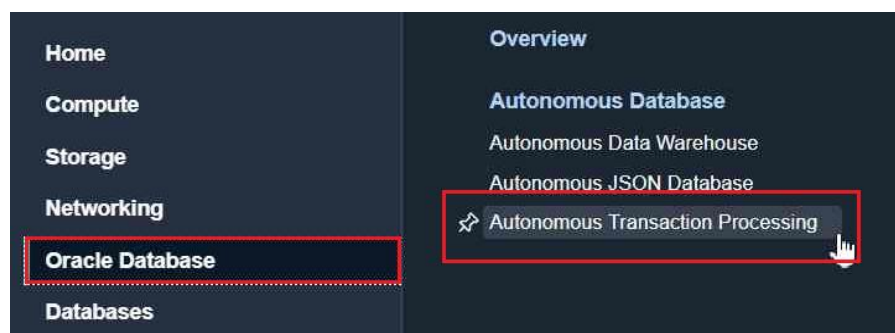 Home
Compute
Storage
Networking
Oracle Database
Databases
Overview
Autonomous Database
Autonomous Data Warehouse
Autonomous JSON Database
Autonomous Transaction Processing